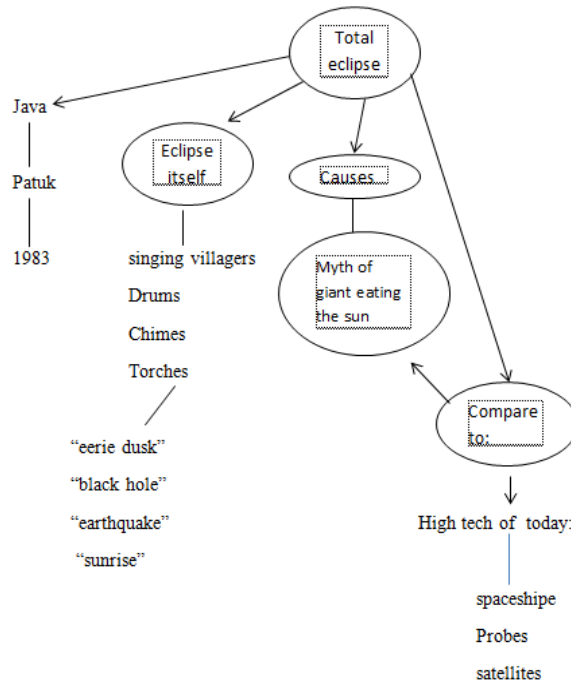 Total
eclipse
Java
Patuk
1983
Eclipse
itself
singing villagers
Drums
Chimes
Torches
“eerie dusk”
“black hole”
“earthquake”
“sunrise”
Causes
Myth of
giant eating
the sun
Compare
to:
High tech of today:
spaceshipe
Probes
satellites